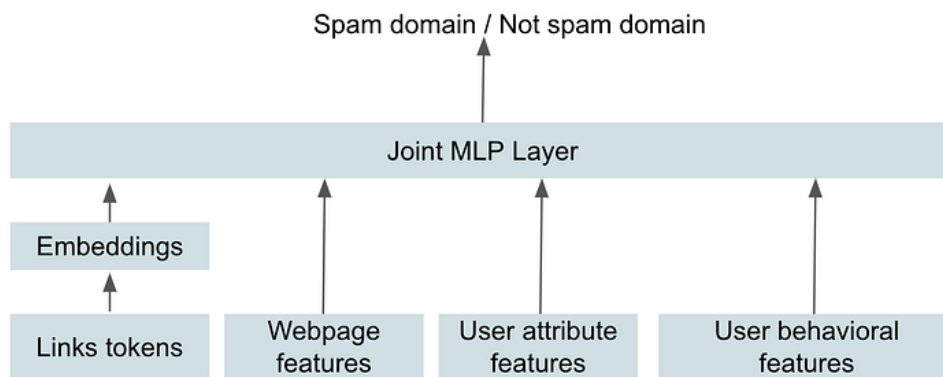 Spam domain / Not spam domain
Joint MLP Layer
Embeddings
Links tokens
Webpage
features
User attribute
features
User behavioral
features